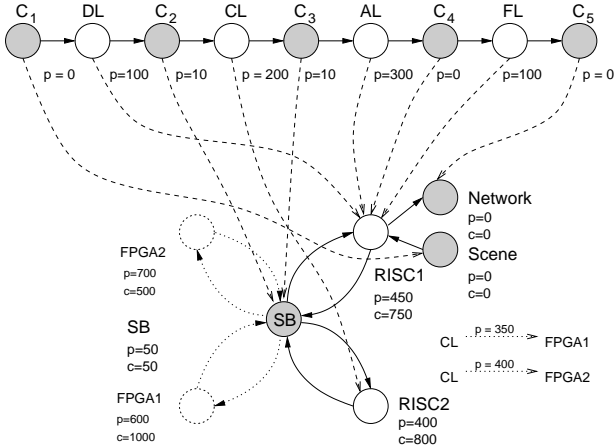 C1 DL C2 CL C3 AL C4 FL C5
p = 0 p=100 p=10 p = 200 p=10 p=300 p=0 p=100 p = 0
Network
p=0
c=0
Scene
p=0
c=0
FPGA2
p=700
c=500
RISC1
p=450
c=750
SB
SB
p=50
c=50
CL p = 350 FPGA1
CL p = 400 FPGA2
FPGA1
p=600
c=1000
RISC2
p=400
c=800